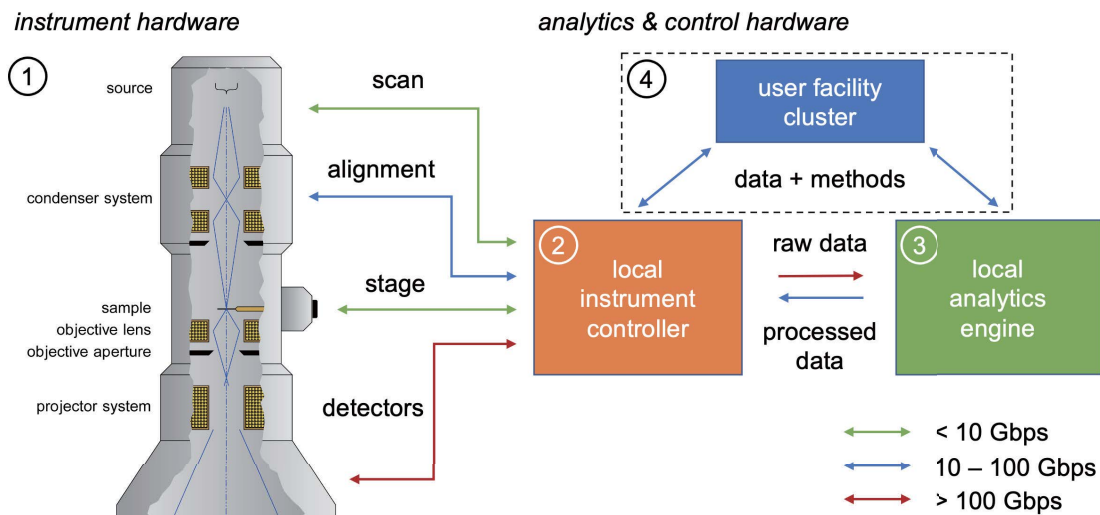 instrument hardware
analytics & control hardware
1
source
condenser system
sample
objective lens
objective aperture
projector system
scan
alignment
stage
detectors
4
user facility
cluster
data + methods
2
local
instrument
controller
raw data
processed
data
3
local
analytics
engine
< 10 Gbps
10 – 100 Gbps
> 100 Gbps